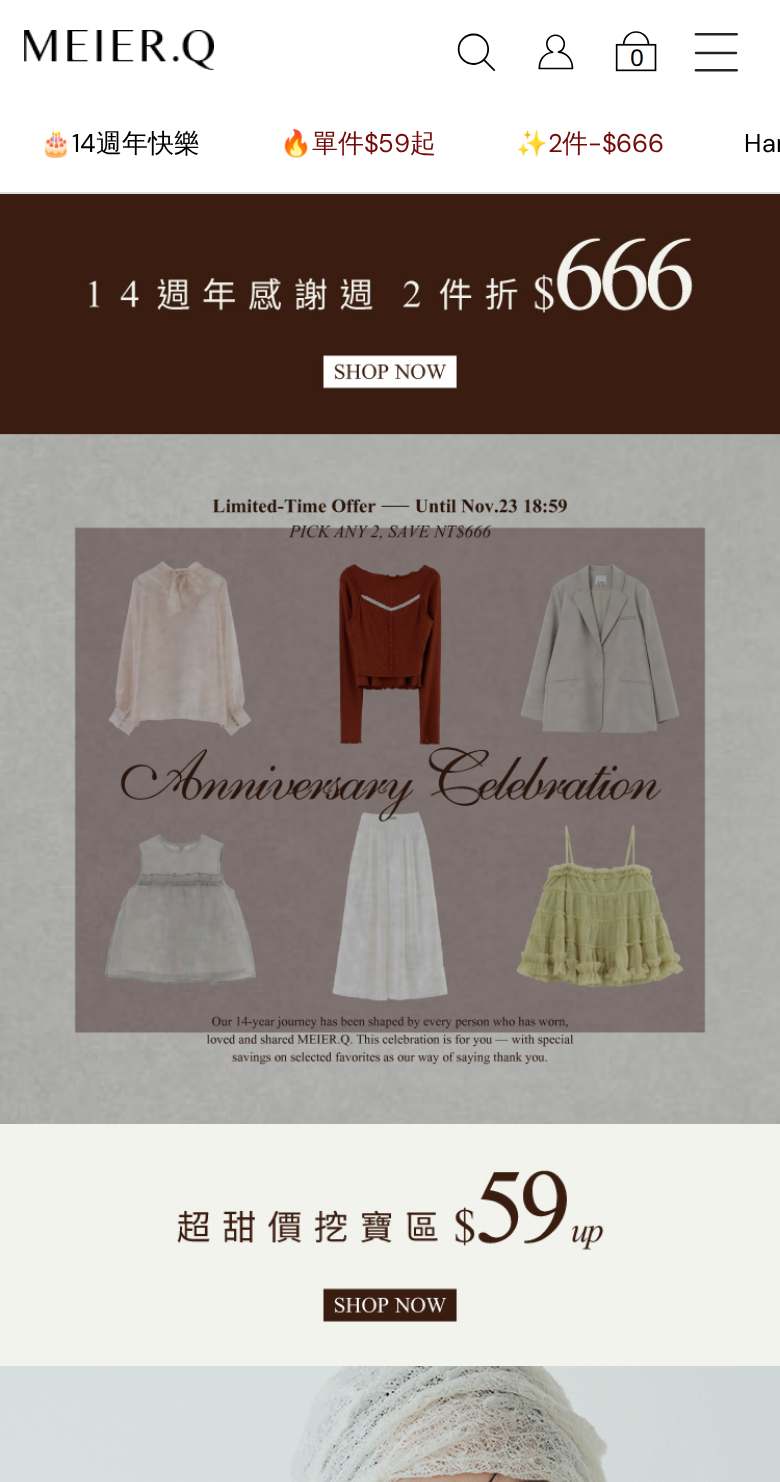 MEIER.Q
0
🎂14週年快樂
🔥單件$59起
✨2件-$666
14週年感謝週 2件折 $666
SHOP NOW
Limited-Time Offer — Until Nov.23 18:59
PICK ANY 2, SAVE NT$666
Anniversary Celebration
Our 14-year journey has been shaped by every person who has worn,
loved and shared MEIER.Q. This celebration is for you — with special
savings on selected favorites as our way of saying thank you.
超甜價挖寶區 $59 up
SHOP NOW